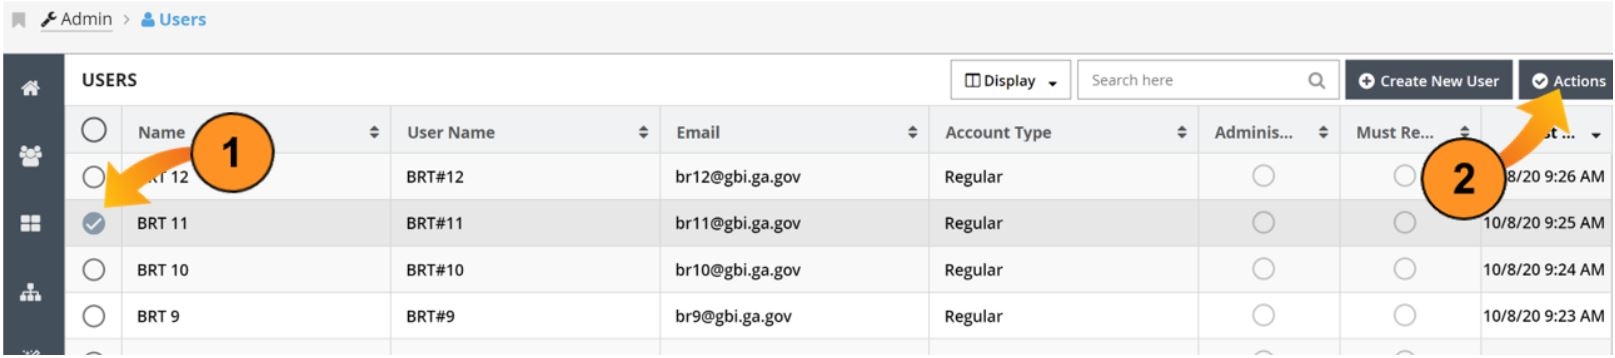 Admin > Users
USERS Display Search here Create New User Actions
Name User Name Email Account Type Adminis... Must Re... ...
1 2
12 BRT#12 br12@gbi.ga.gov Regular 8/20 9:26 AM
BRT 11 BRT#11 br11@gbi.ga.gov Regular 10/8/20 9:25 AM
BRT 10 BRT#10 br10@gbi.ga.gov Regular 10/8/20 9:24 AM
BRT 9 BRT#9 br9@gbi.ga.gov Regular 10/8/20 9:23 AM